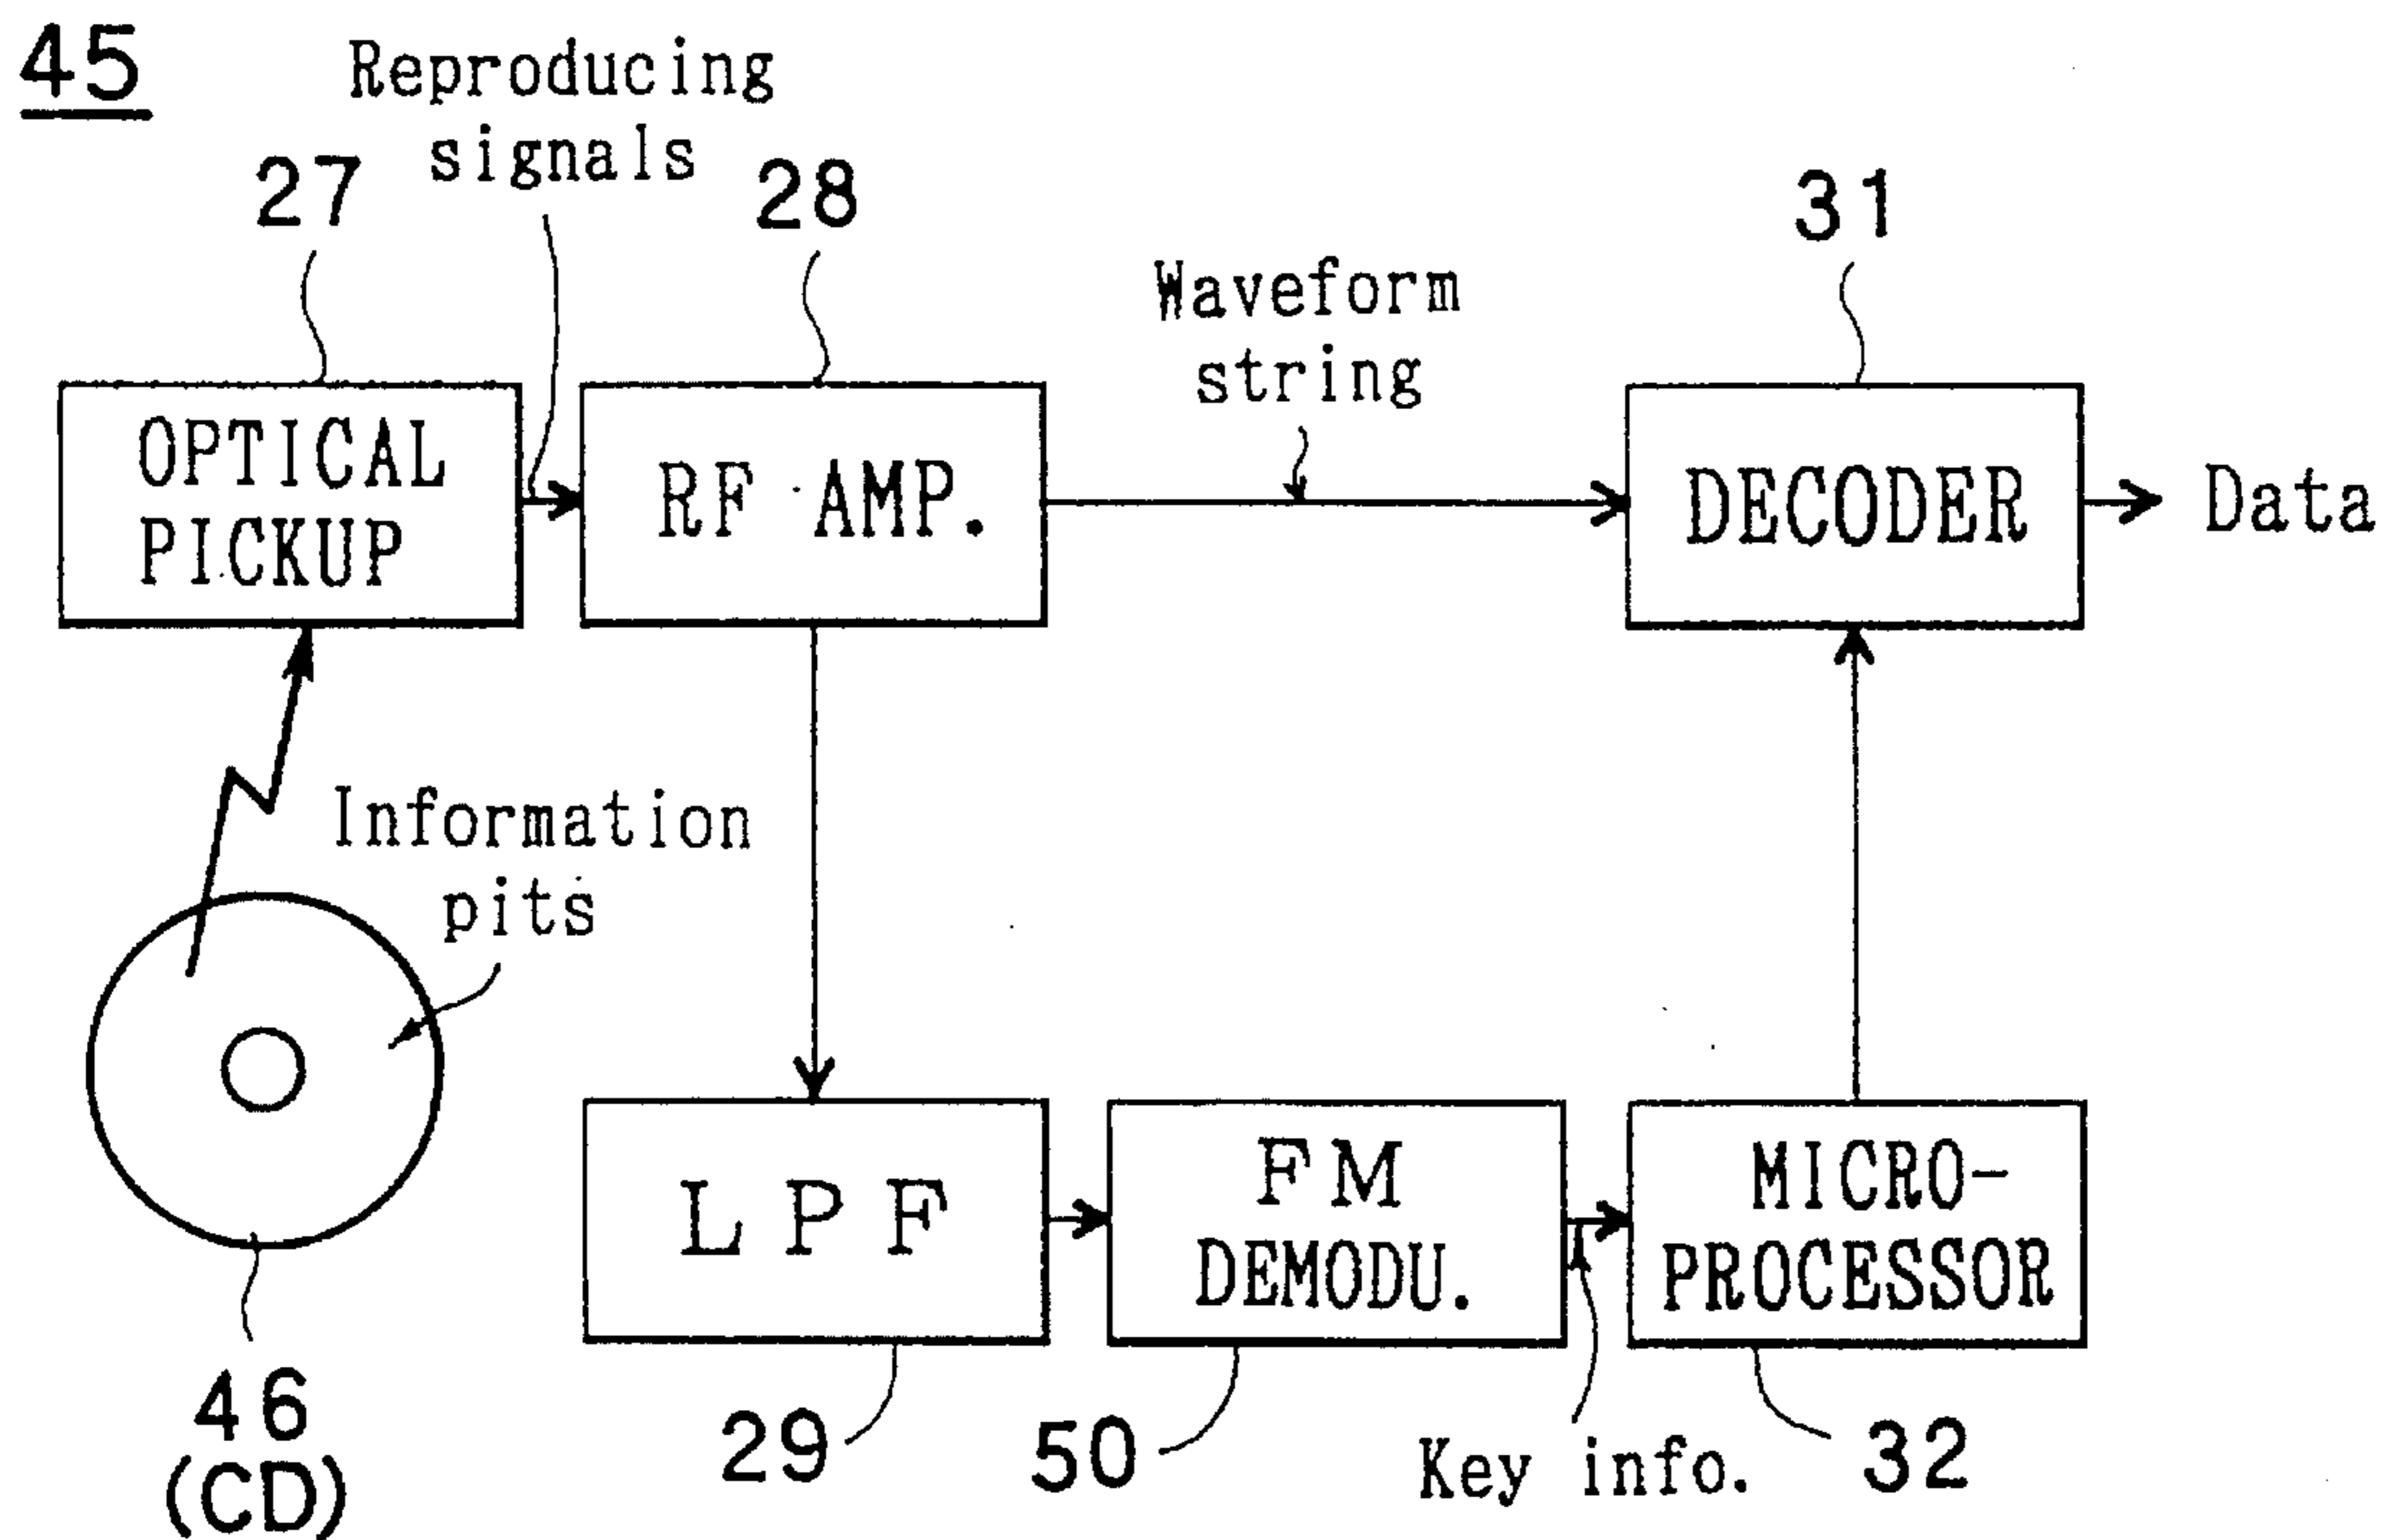 45
Reproducing
signals
27
28
31
Waveform
string
OPTICAL
PICKUP
RF AMP.
DECODER
Data
Information
pits
LPF
FM
DEMODU.
MICRO-
PROCESSOR
46
(CD)
29
50
Key info.
32